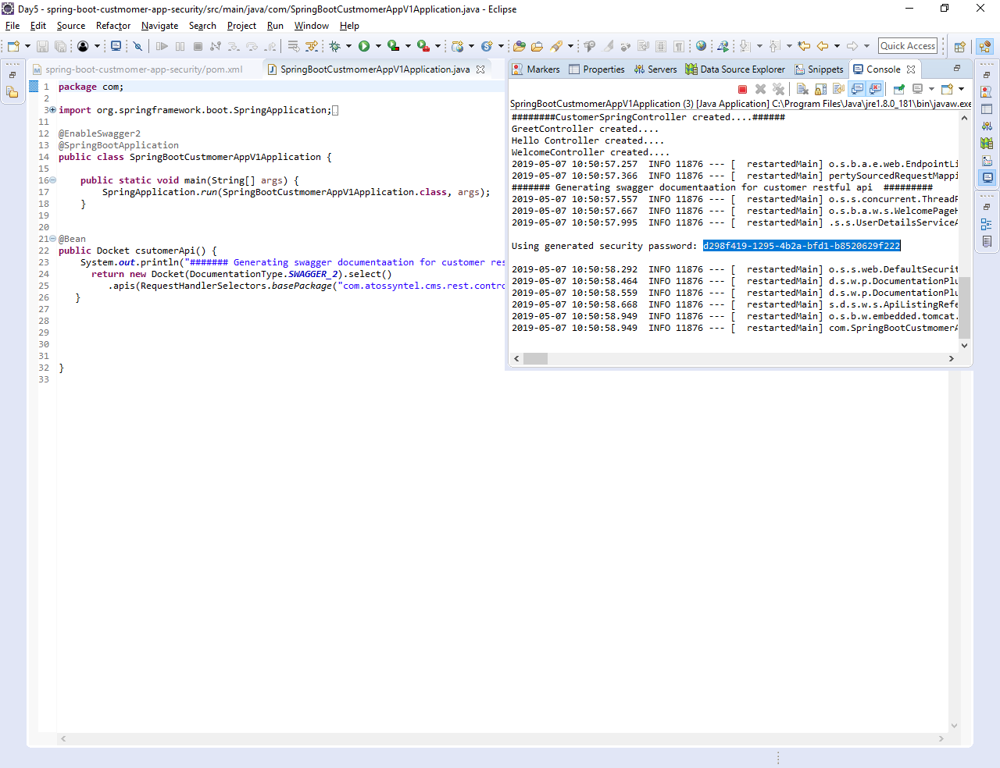 Day5 - spring-boot-custmomer-app-security/src/main/java/com/SpringBootCustmomerAppV1Application.java - Eclipse
File Edit Source Refactor Navigate Search Project Run Window Help
Quick Access
spring-boot-custmomer-app-security/pom.xml
SpringBootCustmomerAppV1Application.java
1 package com;
2
3 import org.springframework.boot.SpringApplication;
11
12 @EnableSwagger2
13 @SpringBootApplication
14 public class SpringBootCustmomerAppV1Application {
15
16 public static void main(String[] args) {
17 SpringApplication.run(SpringBootCustmomerAppV1Application.class, args);
18 }
19
20
21 @Bean
22 public Docket csutomerApi() {
23 System.out.println("####### Generating swagger documentaation for customer res
24 return new Docket(DocumentationType.SWAGGER_2).select()
25 .apis(RequestHandlerSelectors.basePackage("com.atossyntel.cms.rest.contro
26 }
27
28
29
30
31
32 }
33
Markers Properties Servers Data Source Explorer Snippets Console
SpringBootCustmomerAppV1Application (3) [Java Application] C:\Program Files\Java\jre1.8.0_181\bin\javaw.exe
########CustomerSpringController created....######
GreetController created....
Hello Controller created....
WelcomeController created....
2019-05-07 10:50:57.257 INFO 11876 --- [ restartedMain] o.s.b.a.e.web.EndpointLi
2019-05-07 10:50:57.366 INFO 11876 --- [ restartedMain] pertySourcedRequestMappi
####### Generating swagger documentaation for customer restful api #########
2019-05-07 10:50:57.557 INFO 11876 --- [ restartedMain] o.s.s.concurrent.ThreadP
2019-05-07 10:50:57.667 INFO 11876 --- [ restartedMain] o.s.b.a.w.s.WelcomePageH
2019-05-07 10:50:57.995 INFO 11876 --- [ restartedMain] .s.s.UserDetailsServiceA
Using generated security password: d298f419-1295-4b2a-bfd1-b8520629f222
2019-05-07 10:50:58.292 INFO 11876 --- [ restartedMain] o.s.s.web.DefaultSecurit
2019-05-07 10:50:58.464 INFO 11876 --- [ restartedMain] d.s.w.p.DocumentationPlu
2019-05-07 10:50:58.559 INFO 11876 --- [ restartedMain] d.s.w.p.DocumentationPlu
2019-05-07 10:50:58.668 INFO 11876 --- [ restartedMain] s.d.s.w.s.ApiListingRefe
2019-05-07 10:50:58.949 INFO 11876 --- [ restartedMain] o.s.b.w.embedded.tomcat.
2019-05-07 10:50:58.949 INFO 11876 --- [ restartedMain] com.SpringBootCustmomerA